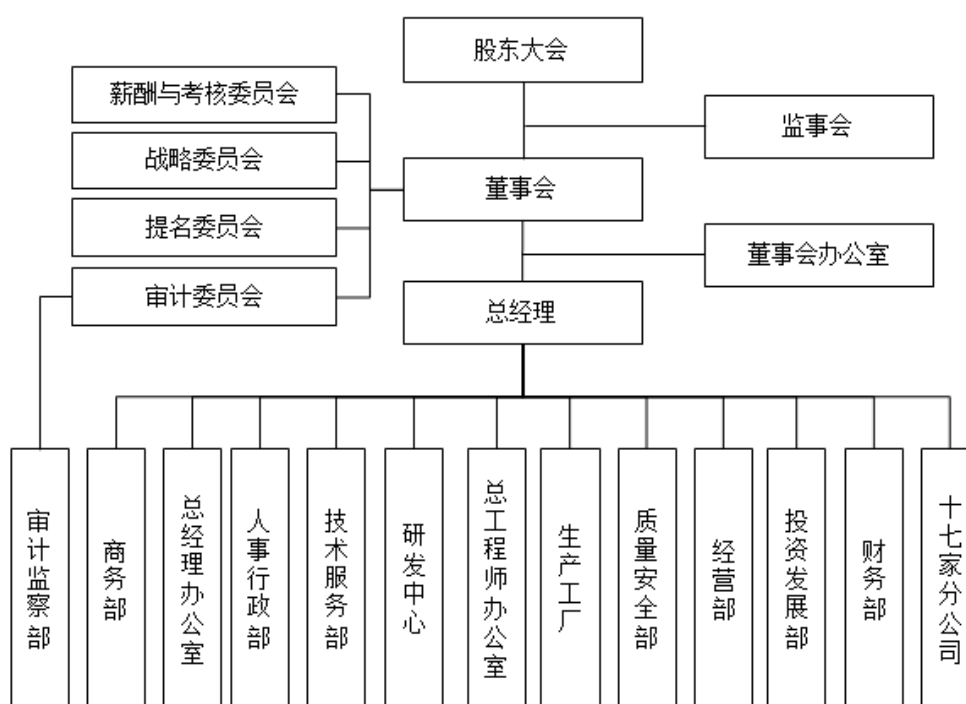 股东大会
薪酬与考核委员会
监事会
战略委员会
董事会
提名委员会
董事会办公室
审计委员会
总经理
审计监察部
商务部
总经理办公室
人事行政部
技术服务部
研发中心
总工程师办公室
生产工厂
质量安全部
经营部
投资发展部
财务部
十七家分公司